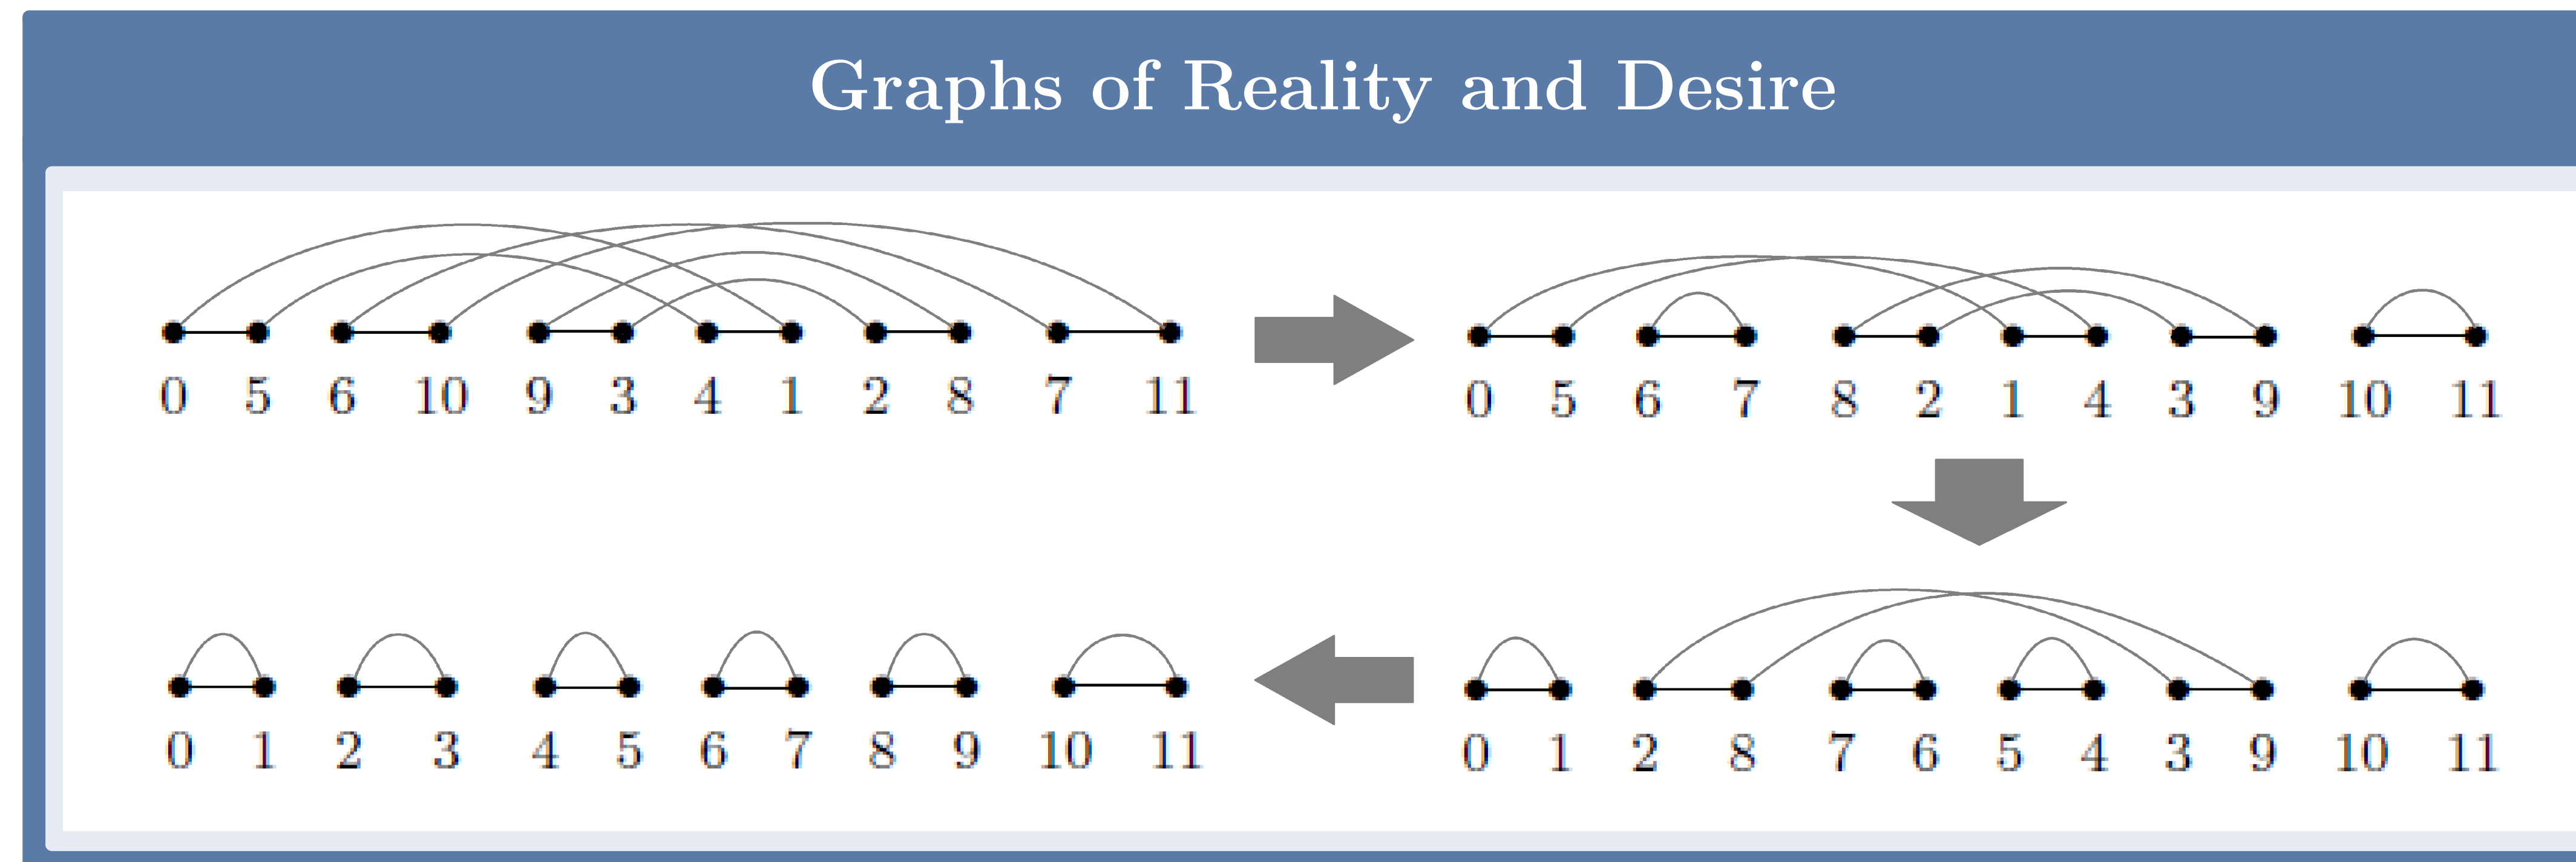 Graphs of Reality and Desire
0 5 6 10 9 3 4 1 2 8 7 11
0 5 6 7 8 2 1 4 3 9 10 11
0 1 2 3 4 5 6 7 8 9 10 11
0 1 2 8 7 6 5 4 3 9 10 11